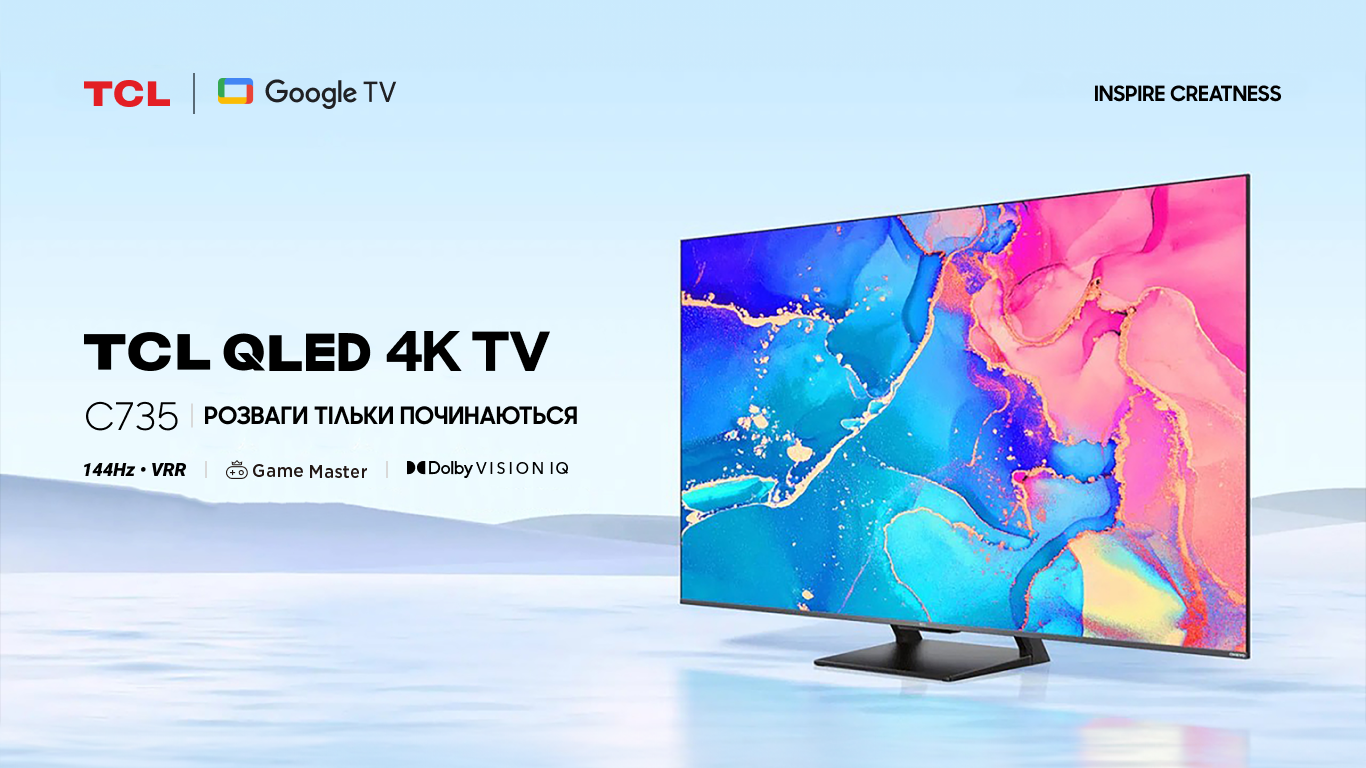 TCL | Google TV
INSPIRE CREATNESS
TCL QLED 4K TV
C735 | РОЗВАГИ ТІЛЬКИ ПОЧИНАЮТЬСЯ
144Hz • VRR | Game Master | Dolby VISION IQ